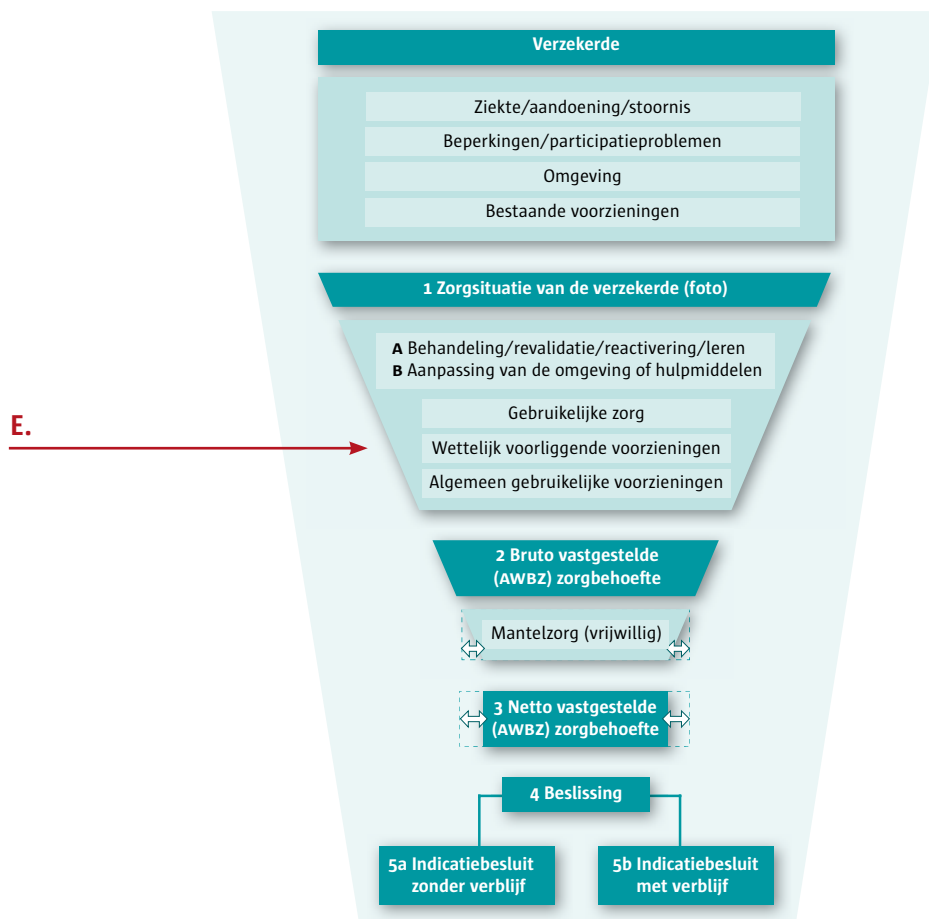 Verzekerde
Ziekte/aandoening/stoornis
Beperkingen/participatieproblemen
Omgeving
Bestaande voorzieningen
1 Zorgsituatie van de verzekerde (foto)
A Behandeling/revalidatie/reactivering/leren
B Aanpassing van de omgeving of hulpmiddelen
Gebruikelijke zorg
E.
Wettelijk voorliggende voorzieningen
Algemeen gebruikelijke voorzieningen
2 Bruto vastgestelde
(AWBZ) zorgbehoefte
Mantelzorg (vrijwillig)
3 Netto vastgestelde
(AWBZ) zorgbehoefte
4 Beslissing
5a Indicatiebesluit
zonder verblijf
5b Indicatiebesluit
met verblijf